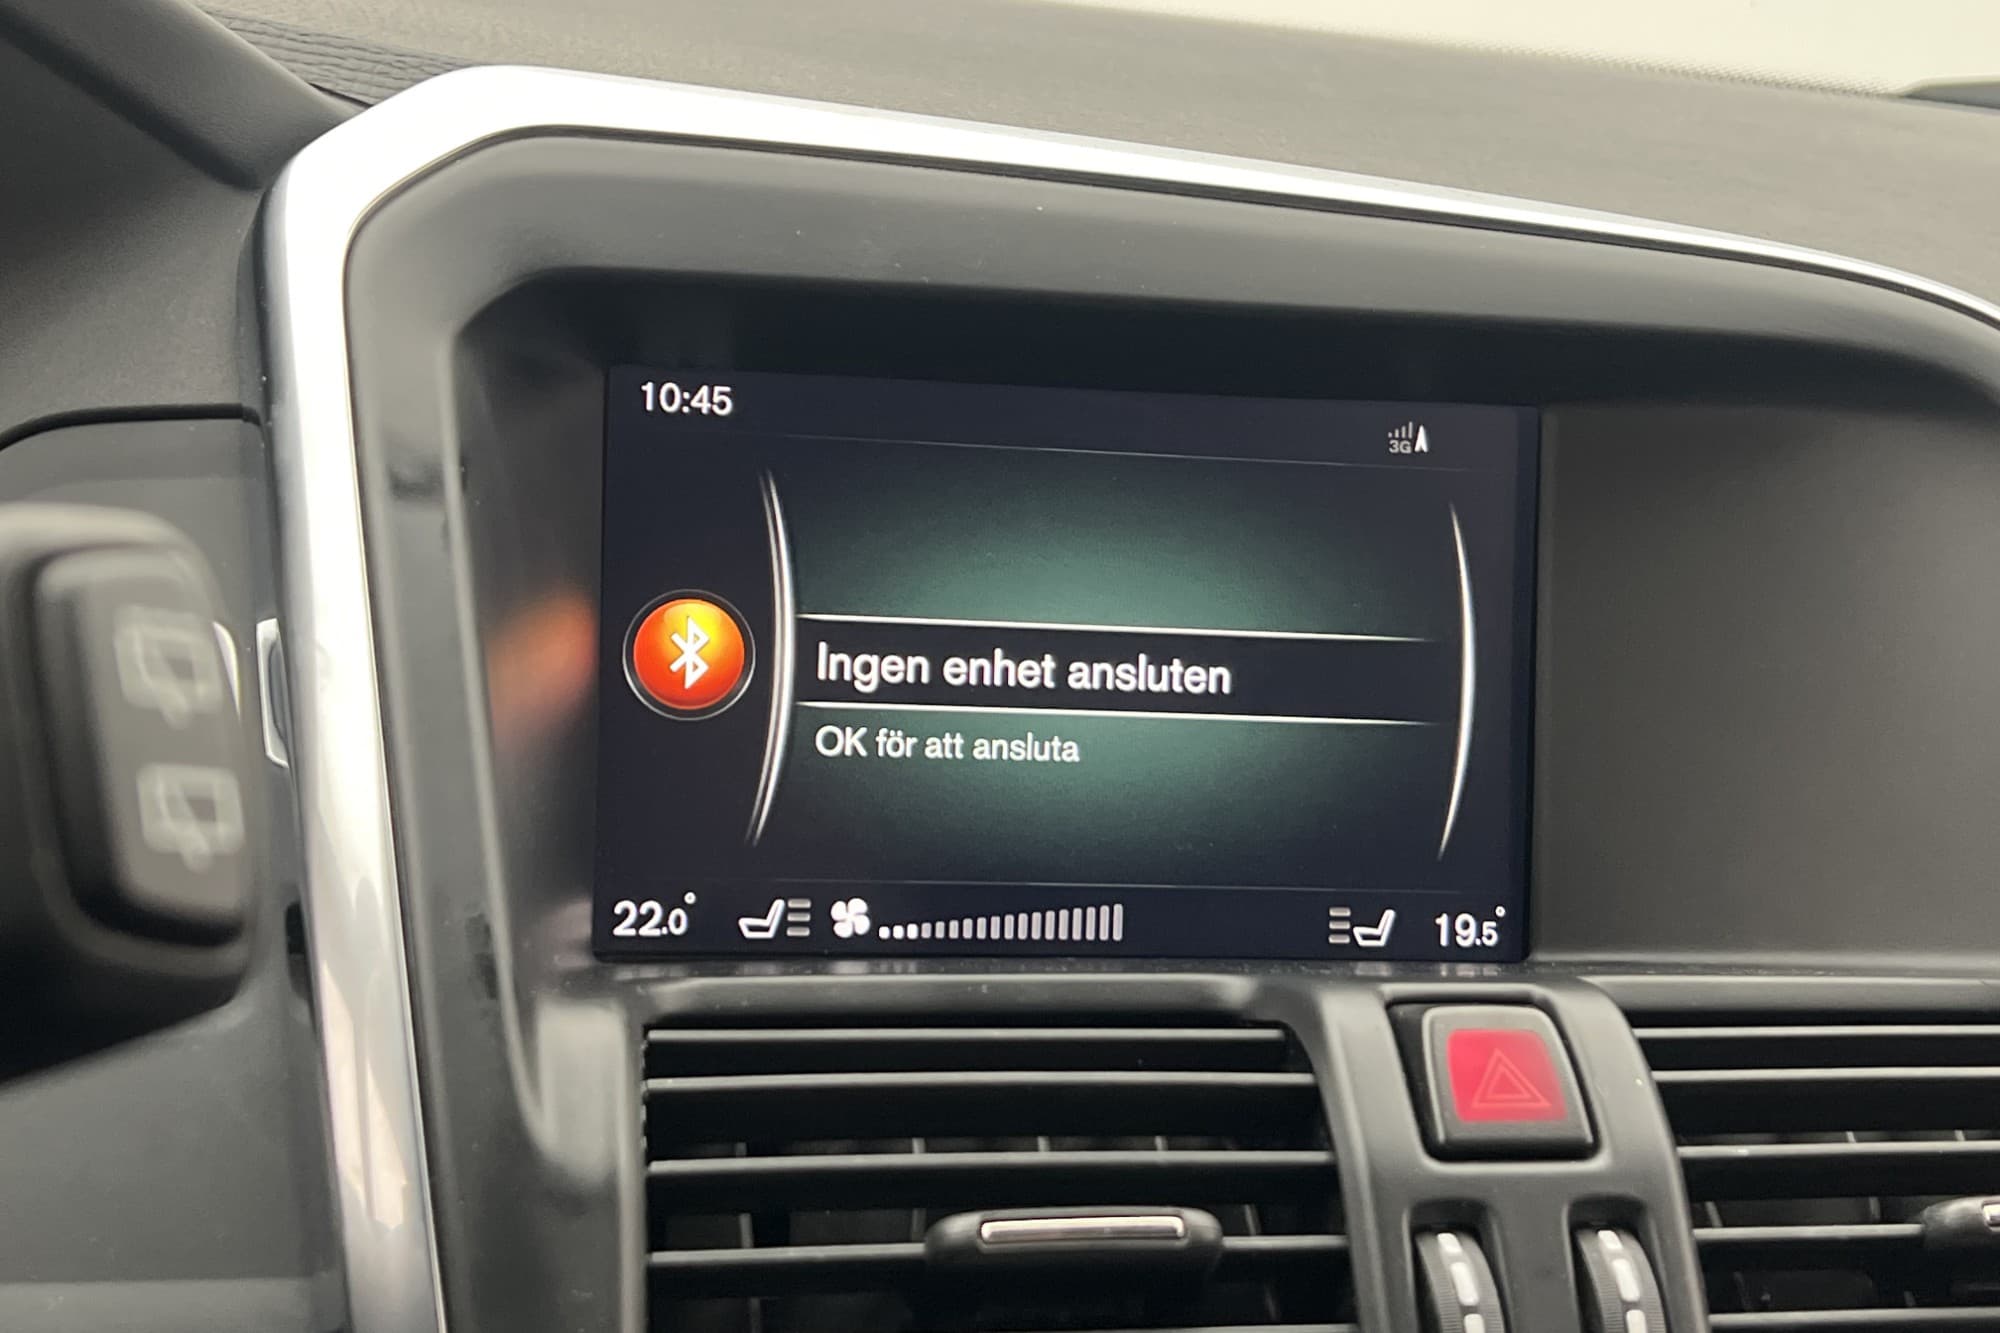 10:45
3G
Ingen enhet ansluten
OK för att ansluta
22.0° 19.5°